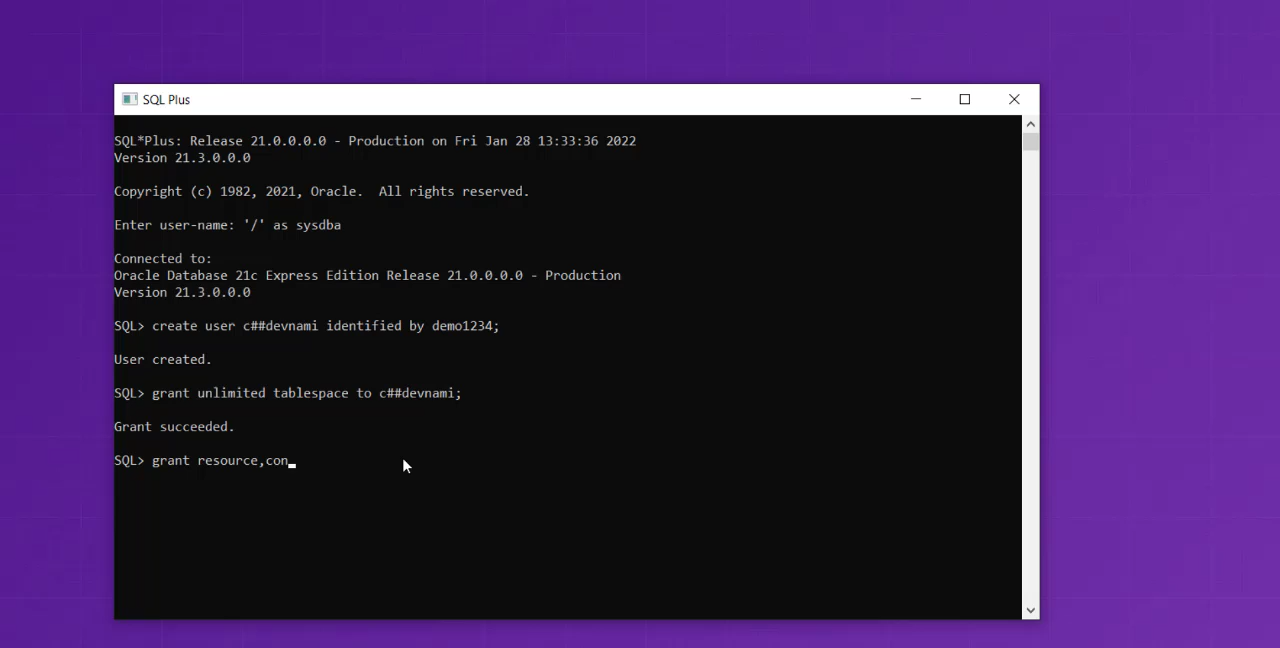 SQL Plus
SQL*Plus: Release 21.0.0.0.0 - Production on Fri Jan 28 13:33:36 2022
Version 21.3.0.0.0
Copyright (c) 1982, 2021, Oracle.  All rights reserved.
Enter user-name: '/' as sysdba
Connected to:
Oracle Database 21c Express Edition Release 21.0.0.0.0 - Production
Version 21.3.0.0.0
SQL> create user c##devnami identified by demo1234;
User created.
SQL> grant unlimited tablespace to c##devnami;
Grant succeeded.
SQL> grant resource,con